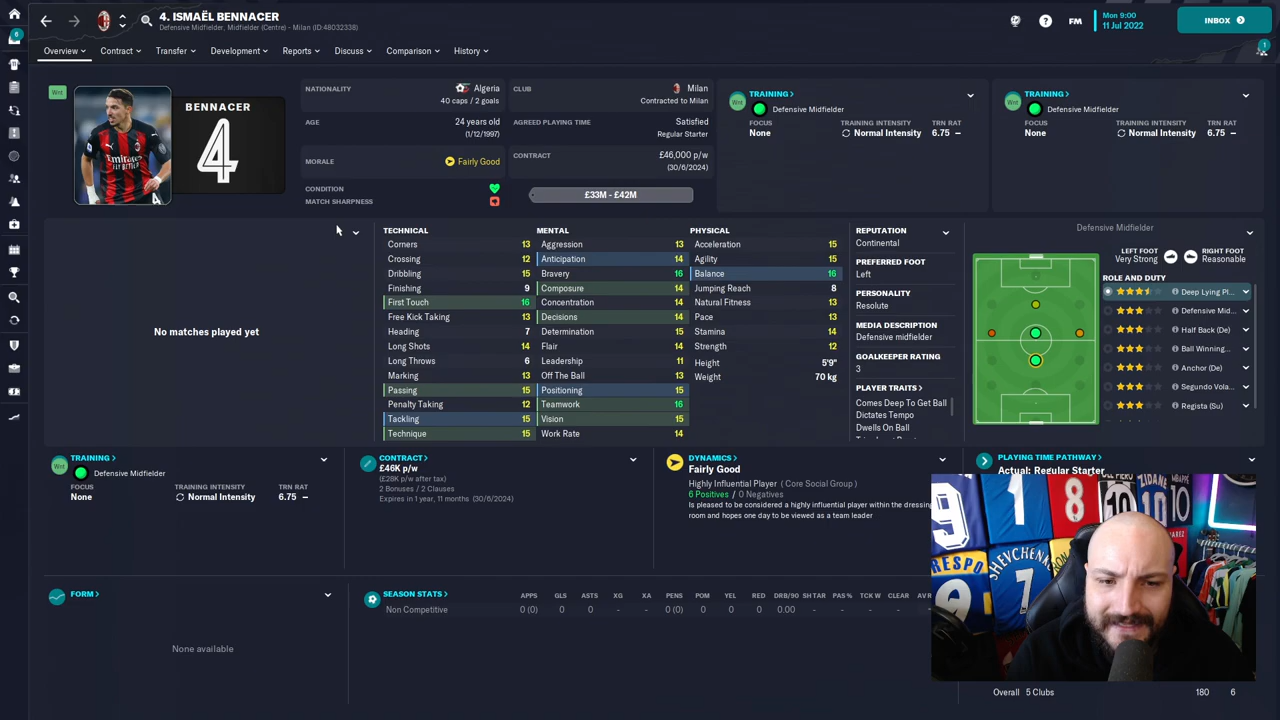 4. ISMAËL BENNACER
Defensive Midfielder, Midfielder (Centre) - Milan (ID:48032338)
6
FM
Mon 9:00
11 Jul 2022
INBOX
1
Overview
Contract
Transfer
Development
Reports
Discuss
Comparison
History
Wnt
BENNACER
4
NATIONALITY
Algeria
40 caps / 2 goals
AGE
24 years old
(1/12/1997)
MORALE
Fairly Good
CONDITION
MATCH SHARPNESS
CLUB
Milan
Contracted to Milan
AGREED PLAYING TIME
Satisfied
Regular Starter
CONTRACT
£46,000 p/w
(30/6/2024)
£33M - £42M
Wnt
TRAINING
Defensive Midfielder
FOCUS TRAINING INTENSITY TRN RAT
None Normal Intensity 6.75 –
Wnt
TRAINING
Defensive Midfielder
FOCUS TRAINING INTENSITY TRN RAT
None Normal Intensity 6.75 –
No matches played yet
TECHNICAL
Corners 13
Crossing 12
Dribbling 15
Finishing 9
First Touch 16
Free Kick Taking 13
Heading 7
Long Shots 14
Long Throws 6
Marking 13
Passing 15
Penalty Taking 12
Tackling 15
Technique 15
MENTAL
Aggression 13
Anticipation 14
Bravery 16
Composure 14
Concentration 14
Decisions 14
Determination 15
Flair 14
Leadership 11
Off The Ball 13
Positioning 15
Teamwork 16
Vision 15
Work Rate 14
PHYSICAL
Acceleration 15
Agility 15
Balance 16
Jumping Reach 8
Natural Fitness 13
Pace 13
Stamina 14
Strength 12
Height 5'9"
Weight 70 kg
REPUTATION
Continental
PREFERRED FOOT
Left
PERSONALITY
Resolute
MEDIA DESCRIPTION
Defensive midfielder
GOALKEEPER RATING
3
PLAYER TRAITS
Comes Deep To Get Ball
Dictates Tempo
Dwells On Ball
Defensive Midfielder
LEFT FOOT
Very Strong
RIGHT FOOT
Reasonable
ROLE AND DUTY
Deep Lying Pl...
Defensive Mid...
Half Back (De)
Ball Winning...
Anchor (De)
Segundo Vola...
Regista (Su)
Wnt
TRAINING
Defensive Midfielder
FOCUS TRAINING INTENSITY TRN RAT
None Normal Intensity 6.75 –
CONTRACT
£46K p/w
(£28K p/w after tax)
2 Bonuses / 2 Clauses
Expires in 1 year, 11 months (30/6/2024)
DYNAMICS
Fairly Good
Highly Influential Player ( Core Social Group )
6 Positives / 0 Negatives
Is pleased to be considered a highly influential player within the dressing
room and hopes one day to be viewed as a team leader
PLAYING TIME PATHWAY
Actual: Regular Starter
FORM
None available
SEASON STATS
APPS GLS ASTS XG XA PENS POM YEL RED DRB/90 SH TAR PAS % TCK W CLEAR
Non Competitive 0 (0) 0 0 - - 0 (0) 0 0 0 0.00 - - - -
Overall 5 Clubs 180 6
RESPO
SHEVCHENKO
7
1
8
ZIDANE
MBAPPE